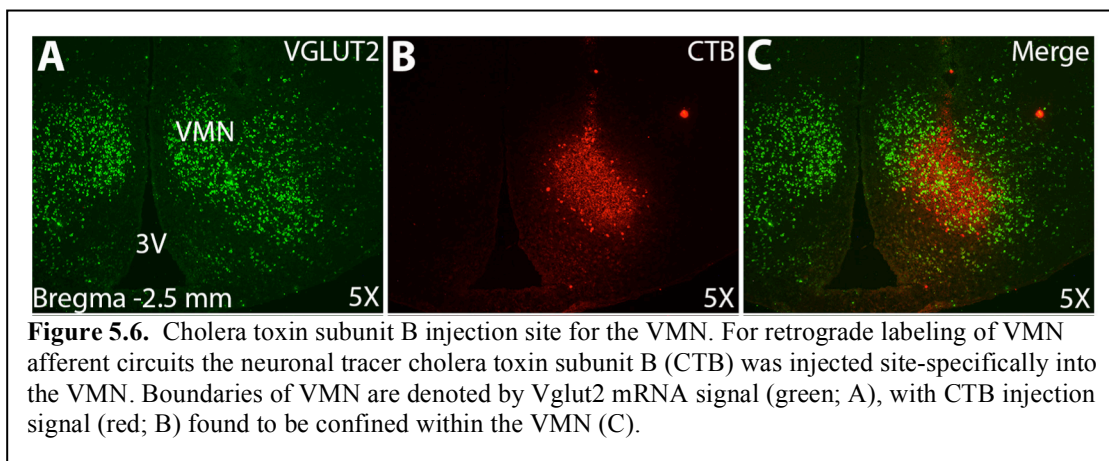 A VGLUT2
VMN
3V
Bregma -2.5 mm 5X
B CTB
5X
C Merge
5X
Figure 5.6. Cholera toxin subunit B injection site for the VMN. For retrograde labeling of VMN
afferent circuits the neuronal tracer cholera toxin subunit B (CTB) was injected site-specifically into
the VMN. Boundaries of VMN are denoted by Vglut2 mRNA signal (green; A), with CTB injection
signal (red; B) found to be confined within the VMN (C).